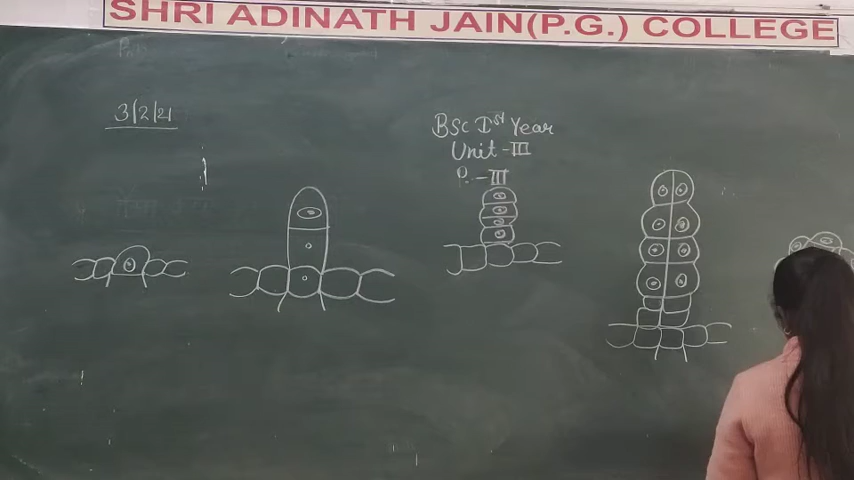 SHRI ADINATH JAIN(P.G.) COLLEGE
3/2/21
BSc Ist Year
Unit-III
P.-III